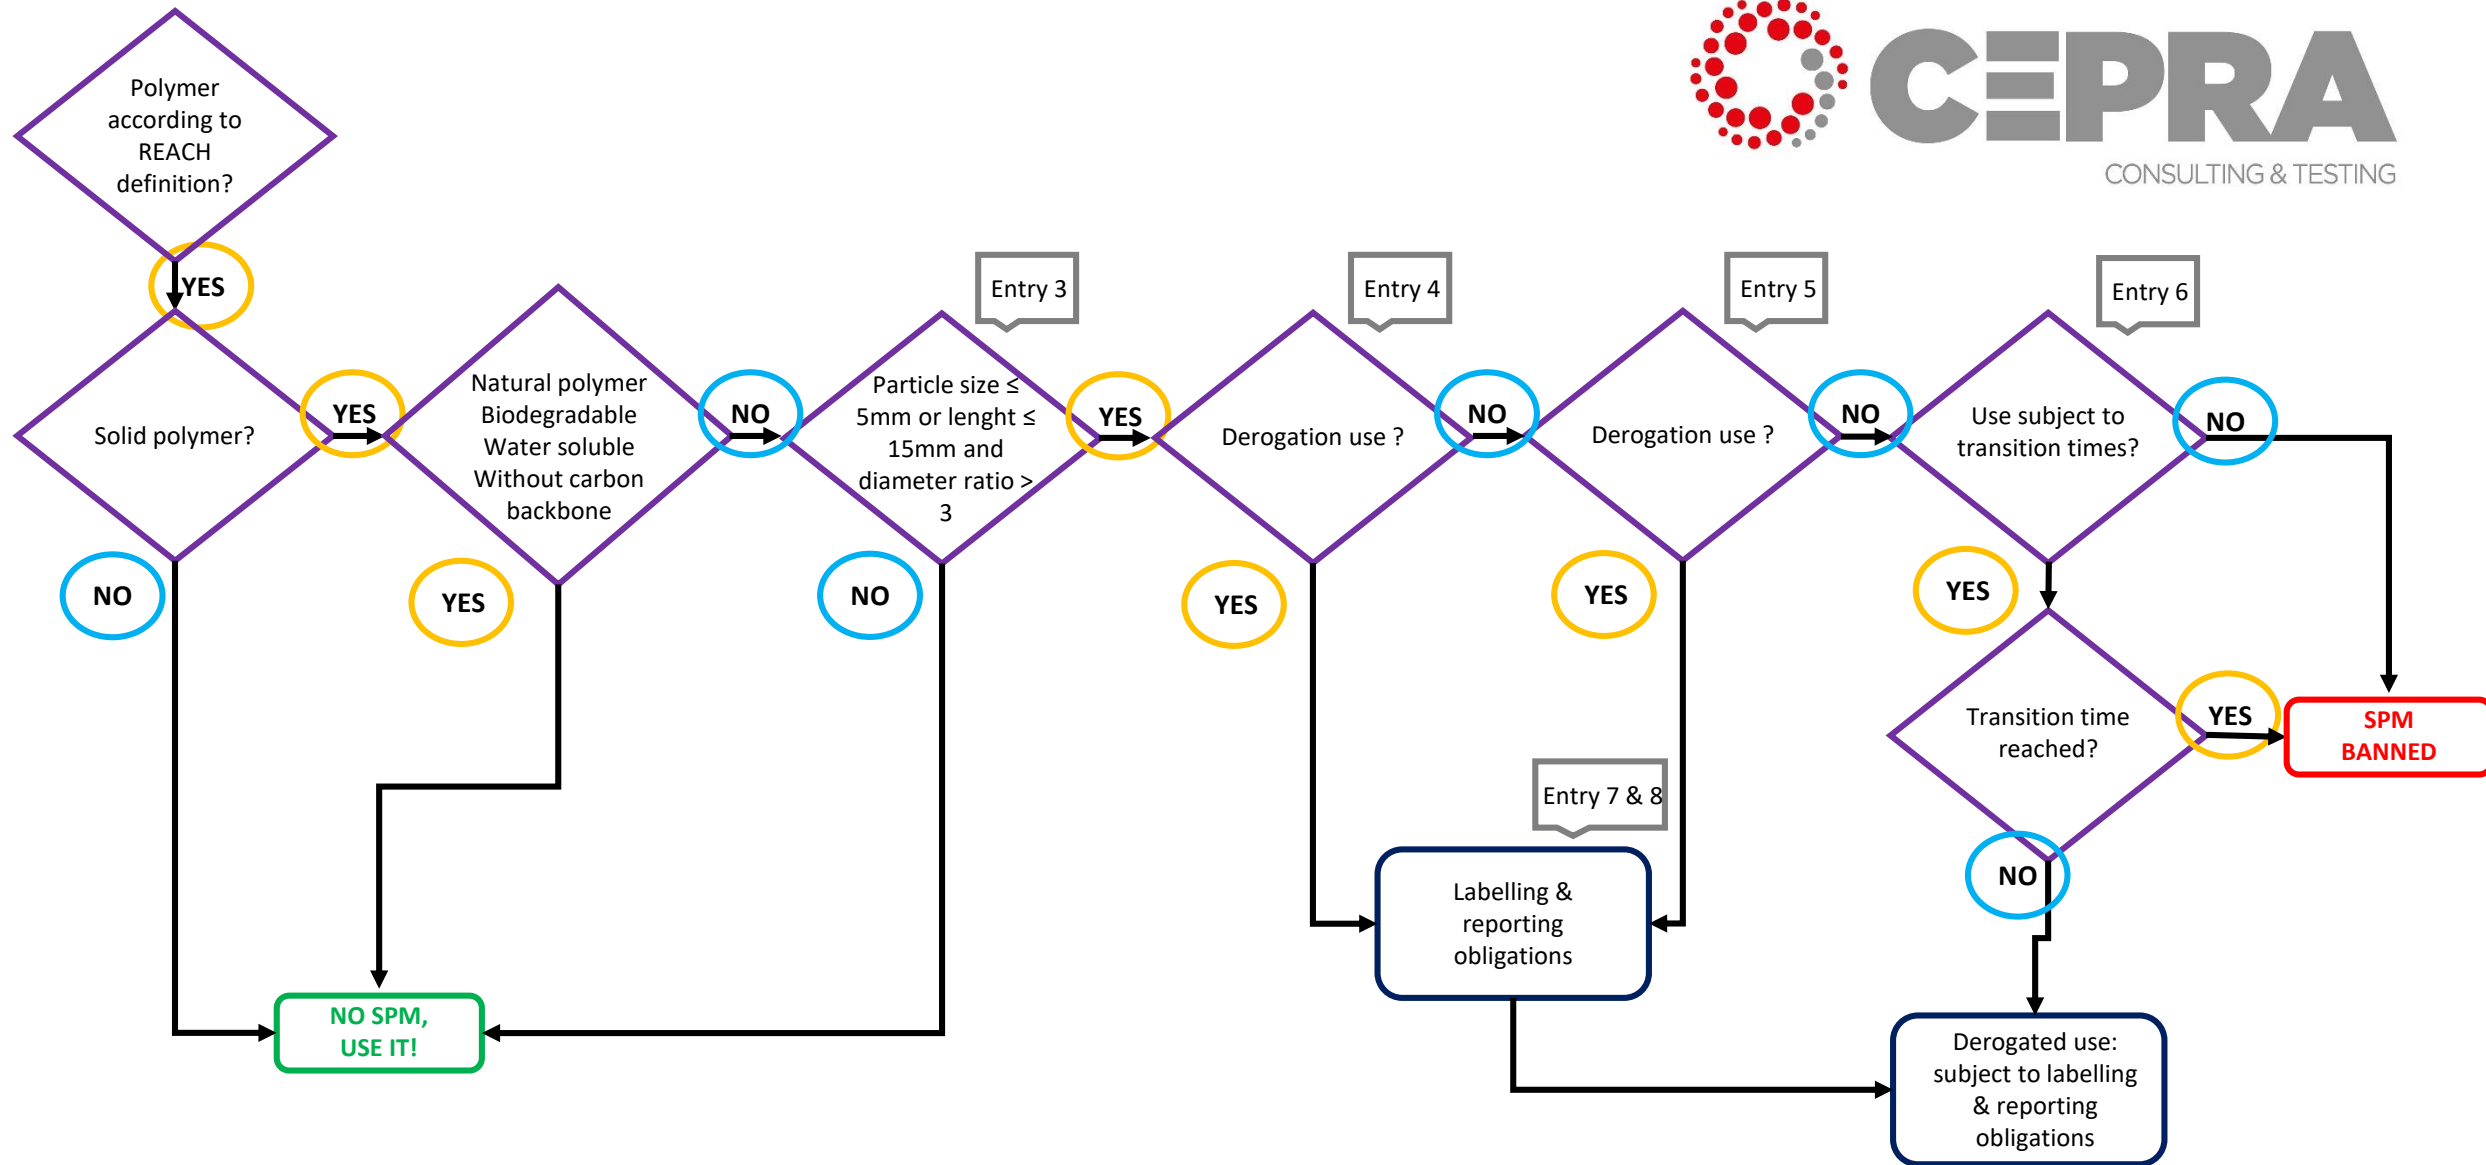 CEPRA
CONSULTING & TESTING
Polymer
according to
REACH
definition?
YES
Entry 3
Entry 4
Entry 5
Entry 6
Solid polymer?
YES
Natural polymer
Biodegradable
Water soluble
Without carbon
backbone
NO
Particle size ≤
5mm or lenght ≤
15mm and
diameter ratio >
3
YES
Derogation use ?
NO
Derogation use ?
NO
Use subject to
transition times?
NO
NO
YES
NO
YES
YES
YES
Transition time
reached?
YES
SPM
BANNED
Entry 7 & 8
NO
Labelling &
reporting
obligations
NO SPM,
USE IT!
Derogated use:
subject to labelling
& reporting
obligations